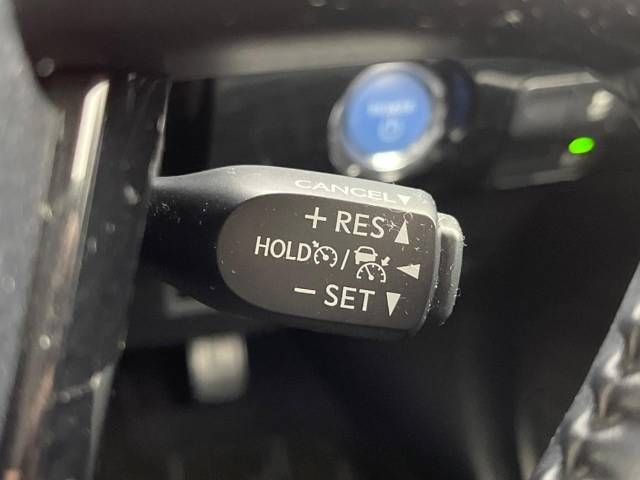 CANCEL▼
+ RES▲
HOLD /
− SET▼